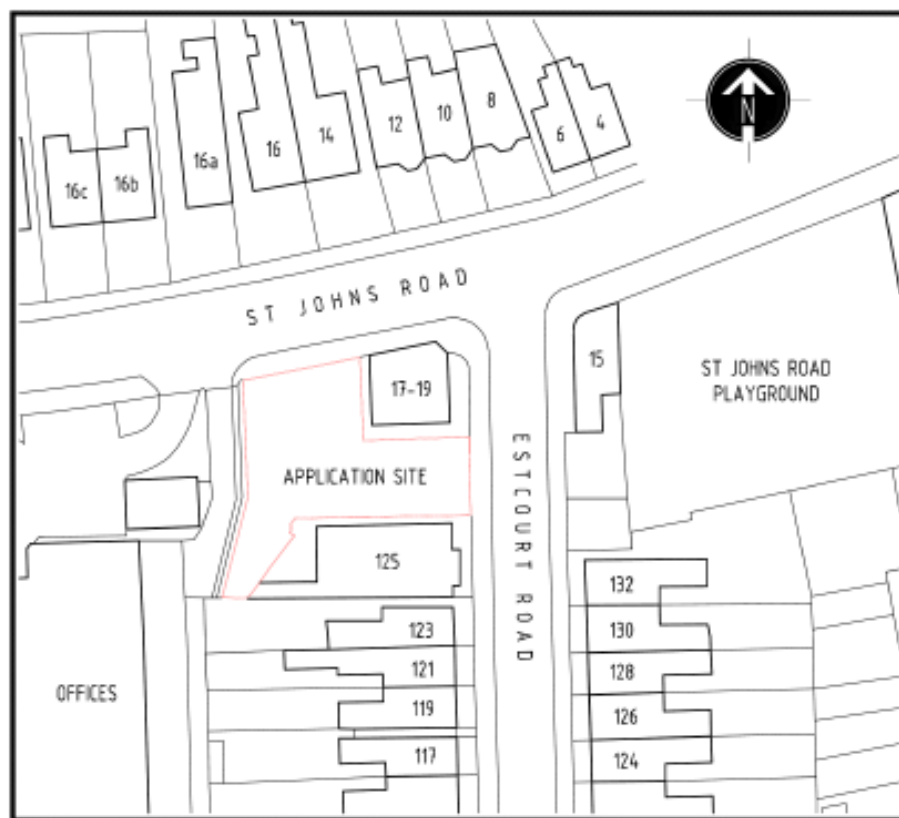 16c
16b
16a
16
14
12
10
8
6
4
N
ST JOHNS ROAD
17-19
15
ST JOHNS ROAD
PLAYGROUND
APPLICATION SITE
ESTCOURT ROAD
125
123
121
119
117
OFFICES
132
130
128
126
124